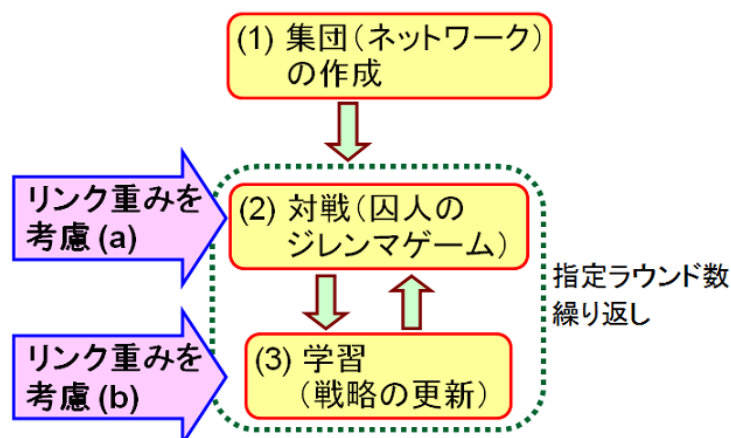 (1) 集団（ネットワーク）
の作成
リンク重みを
考慮 (a)
(2) 対戦（囚人の
ジレンマゲーム）
指定ラウンド数
繰り返し
リンク重みを
考慮 (b)
(3) 学習
（戦略の更新）